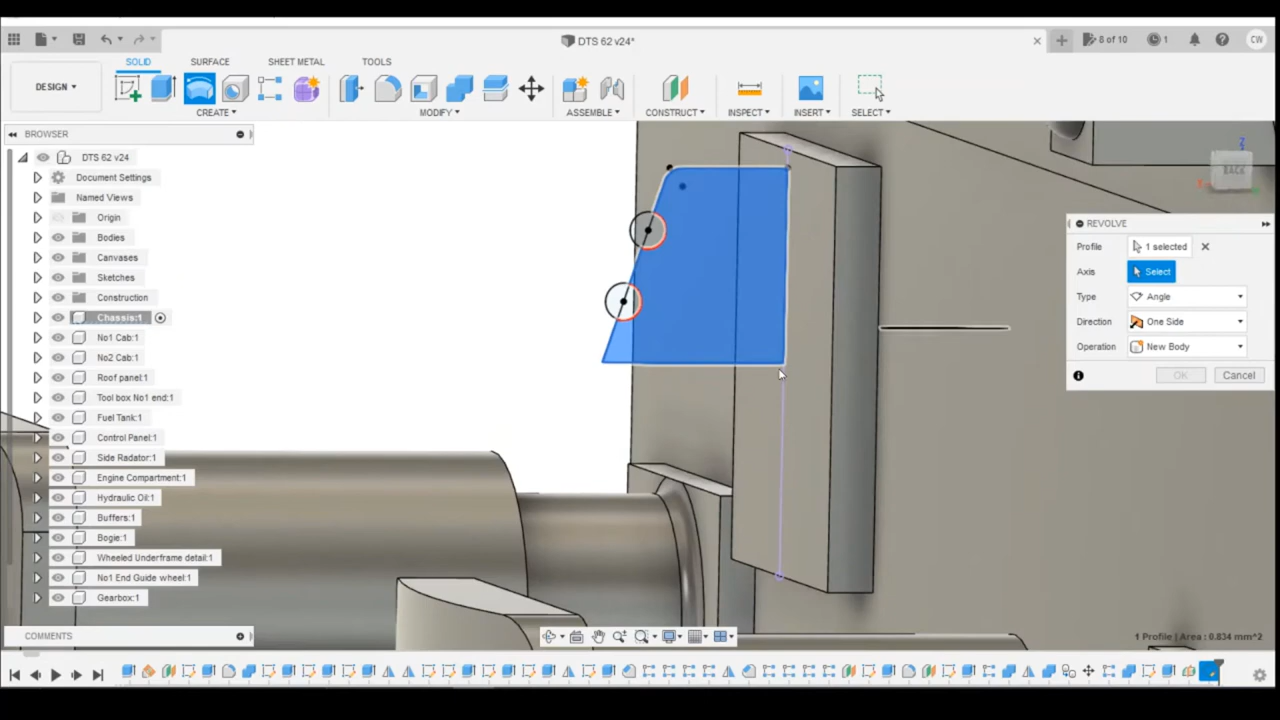 DTS 62 v24*
8 of 10
1
CW
DESIGN
SOLID
SURFACE
SHEET METAL
TOOLS
CREATE
MODIFY
ASSEMBLE
CONSTRUCT
INSPECT
INSERT
SELECT
BROWSER
DTS 62 v24
Document Settings
Named Views
Origin
Bodies
Canvases
Sketches
Construction
Chassis:1
No1 Cab:1
No2 Cab:1
Roof panel:1
Tool box No1 end:1
Fuel Tank:1
Control Panel:1
Side Radator:1
Engine Compartment:1
Hydraulic Oil:1
Buffers:1
Bogie:1
Wheeled Underframe detail:1
No1 End Guide wheel:1
Gearbox:1
Z
BACK
REVOLVE
Profile 1 selected
Axis Select
Type Angle
Direction One Side
Operation New Body
OK Cancel
COMMENTS
1 Profile | Area : 0.834 mm^2